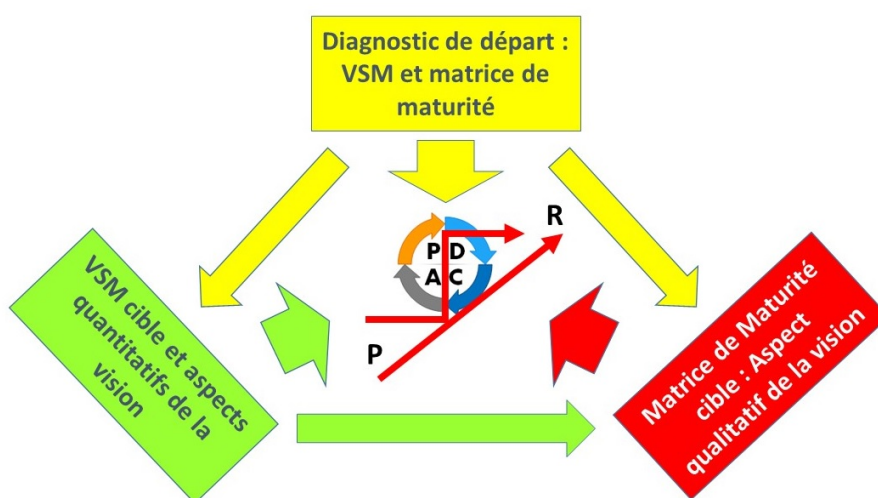 Diagnostic de départ :
VSM et matrice de
maturité
R
P D
A C
P
VSM cible et aspects
quantitatifs de la
vision
Matrice de Maturité
cible : Aspect
qualitatif de la vision